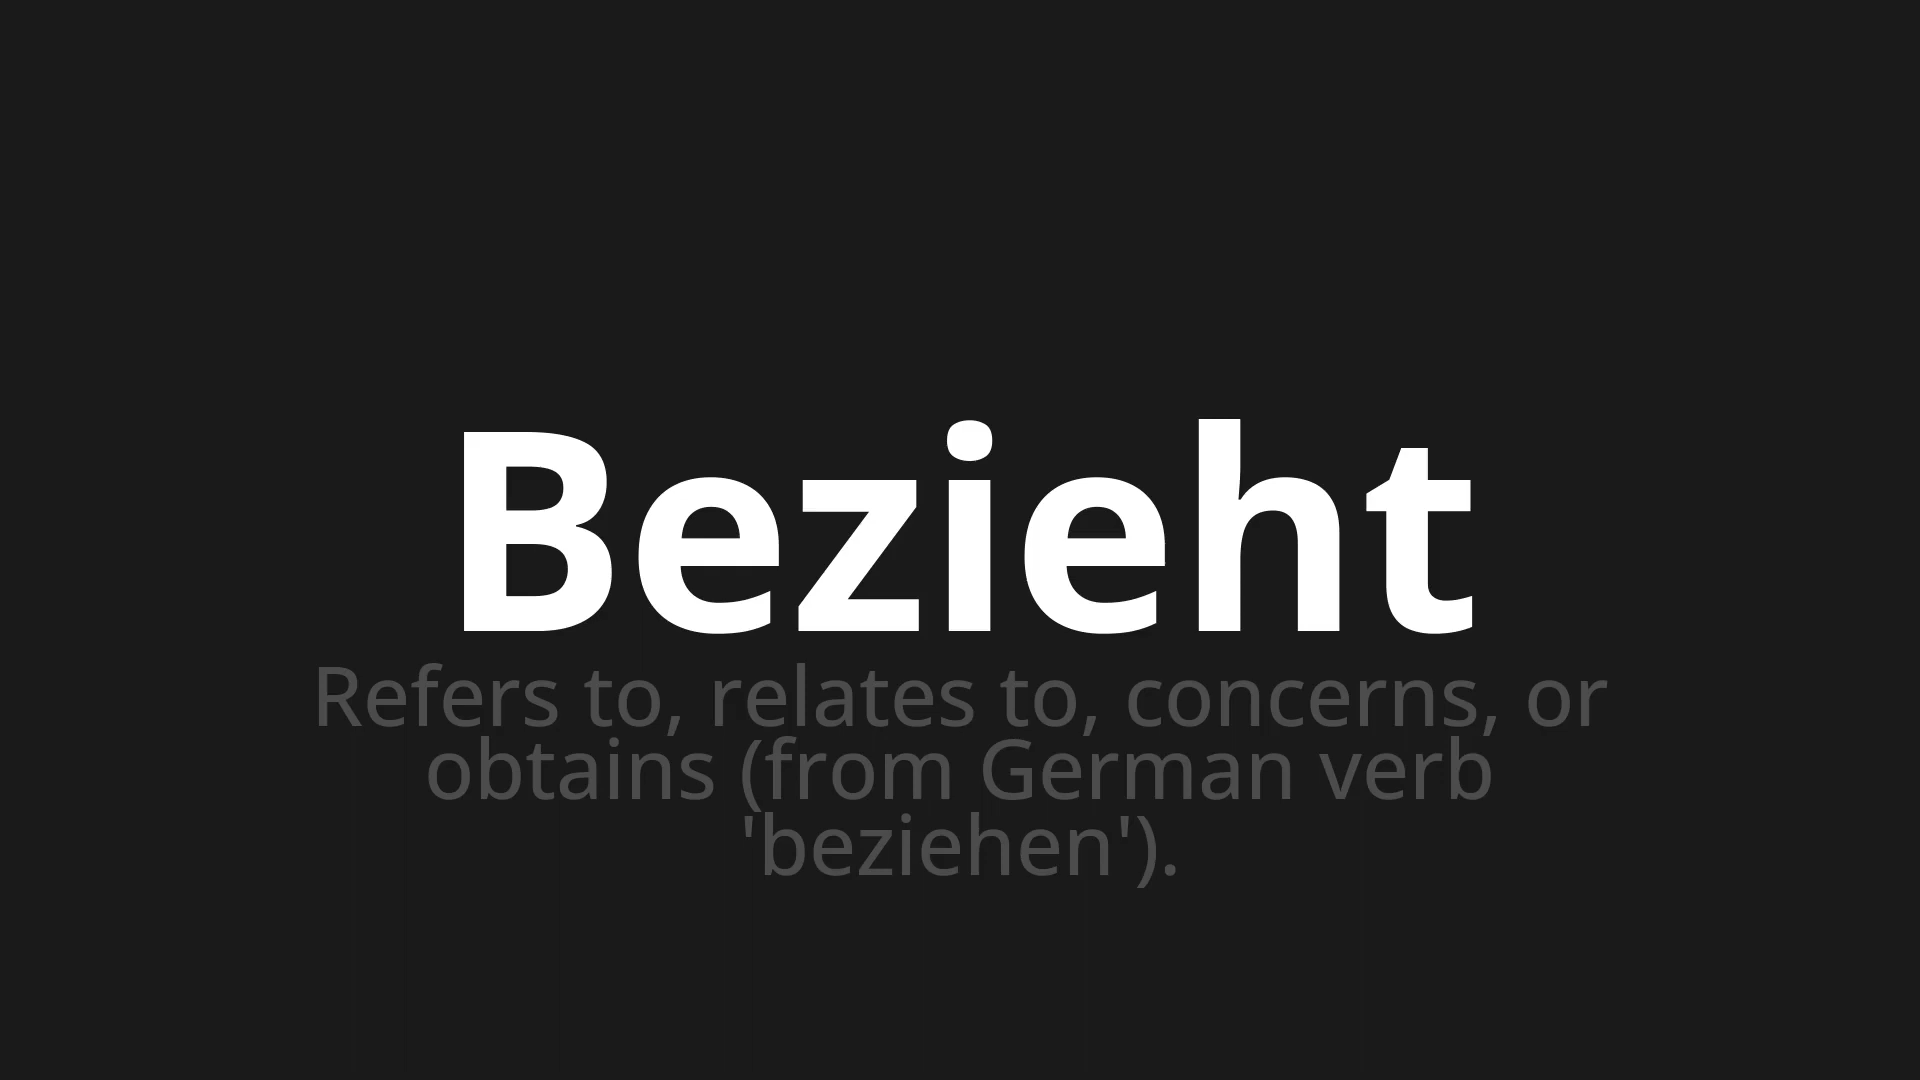 Bezieht
Refers to, relates to, concerns, or
obtains (from German verb
'beziehen').